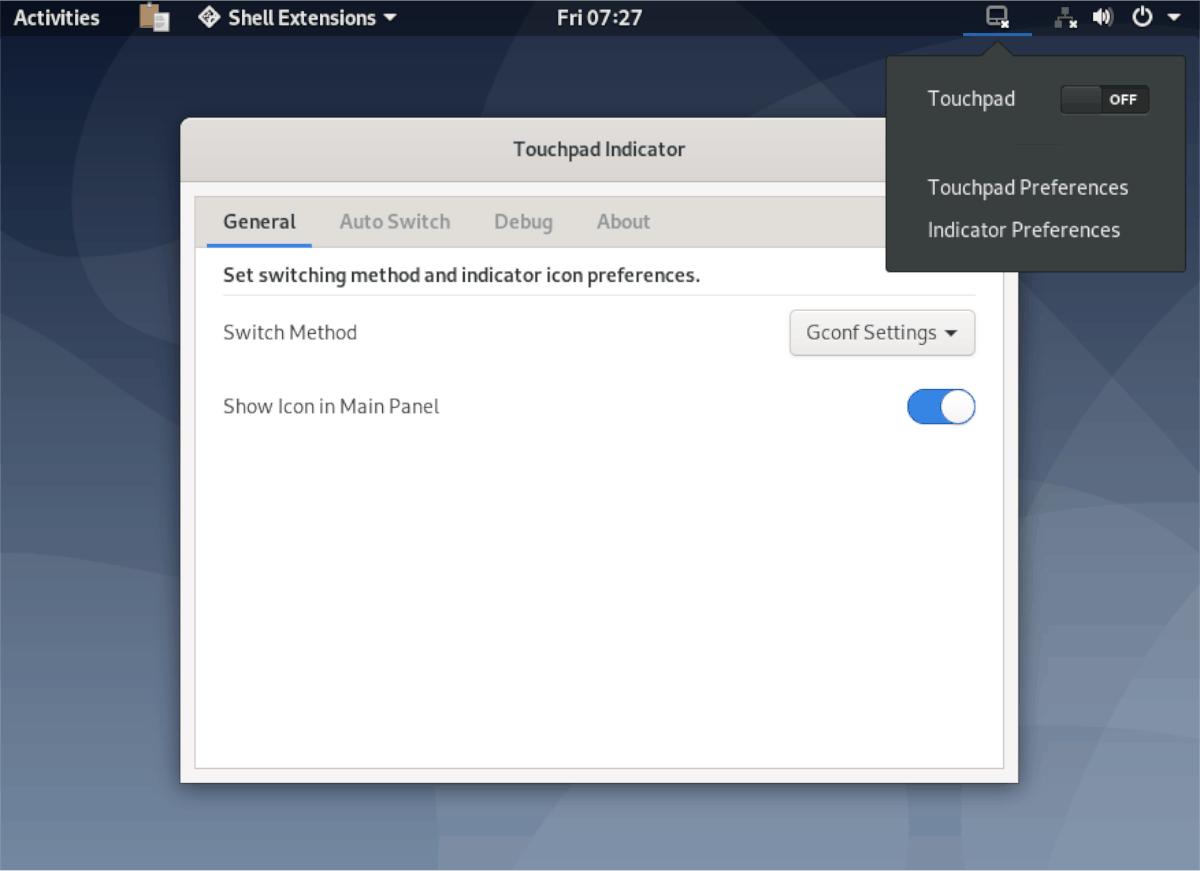 Activities
Shell Extensions
Fri 07:27
Touchpad
OFF
Touchpad Preferences
Indicator Preferences
Touchpad Indicator
General Auto Switch Debug About
Set switching method and indicator icon preferences.
Switch Method Gconf Settings
Show Icon in Main Panel